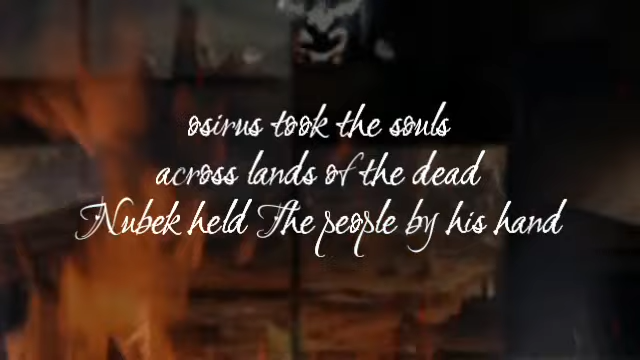 osirus took the souls
across lands of the dead
Nubek held The people by his hand